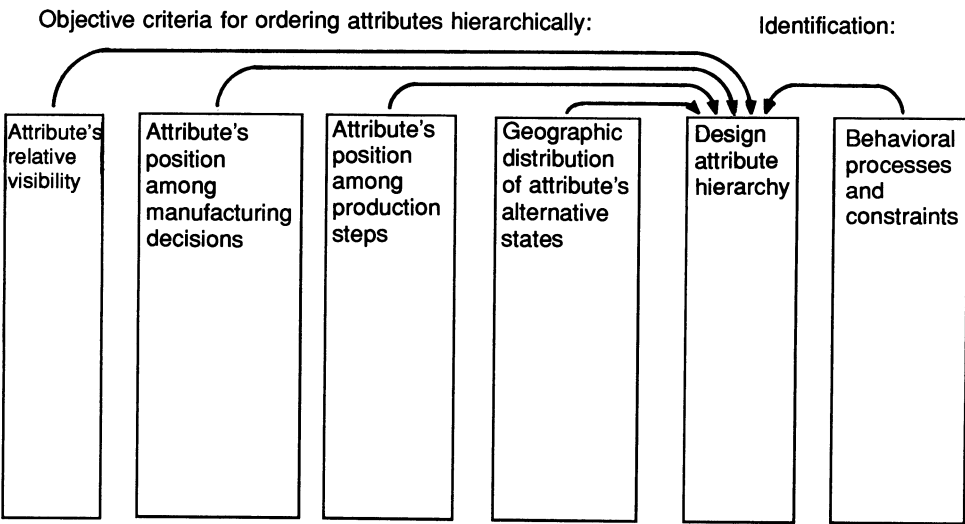 Objective criteria for ordering attributes hierarchically:
Identification:
Attribute's
relative
visibility
Attribute's
position
among
manufacturing
decisions
Attribute's
position
among
production
steps
Geographic
distribution
of attribute's
alternative
states
Design
attribute
hierarchy
Behavioral
processes
and
constraints